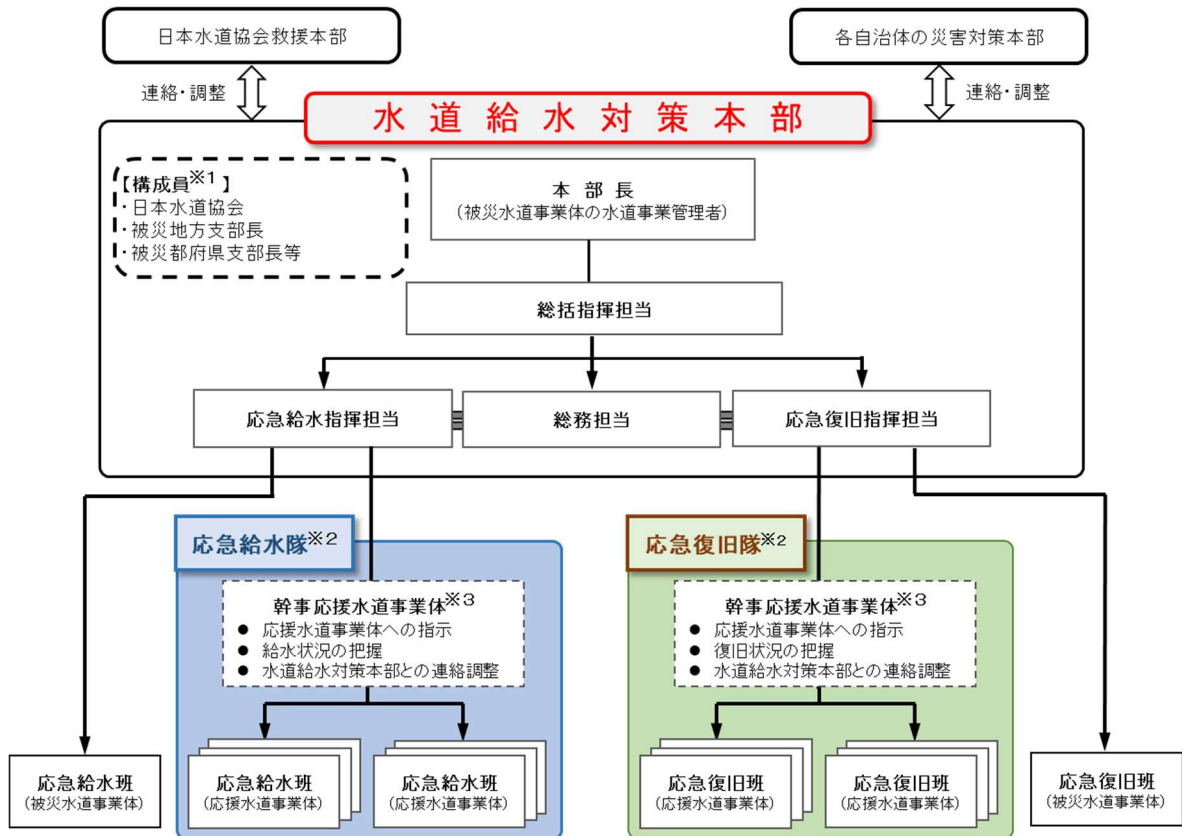 日本水道協会救援本部
各自治体の災害対策本部
連絡・調整
連絡・調整
水道給水対策本部
【構成員※1】
・日本水道協会
・被災地方支部長
・被災都府県支部長等
本部長
(被災水道事業体の水道事業管理者)
総括指揮担当
応急給水指揮担当
総務担当
応急復旧指揮担当
応急給水隊※2
応急復旧隊※2
幹事応援水道事業体※3
● 応援水道事業体への指示
● 給水状況の把握
● 水道給水対策本部との連絡調整
幹事応援水道事業体※3
● 応援水道事業体への指示
● 復旧状況の把握
● 水道給水対策本部との連絡調整
応急給水班
(被災水道事業体)
応急給水班
(応援水道事業体)
応急給水班
(応援水道事業体)
応急復旧班
(応援水道事業体)
応急復旧班
(応援水道事業体)
応急復旧班
(被災水道事業体)